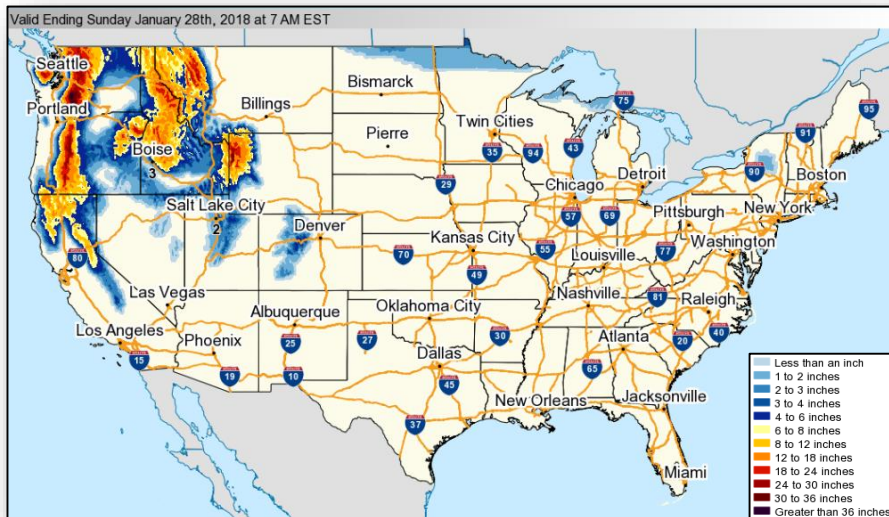 Valid Ending Sunday January 28th, 2018 at 7 AM EST
Seattle
Portland
Billings
Bismarck
75
95
Twin Cities
91
Pierre
Boise
3
35
94
43
90
Boston
29
Chicago
Detroit
Salt Lake City
2
57
69
Pittsburgh
New York
Denver
80
70
Kansas City
55
77
Washington
49
Louisville
Las Vegas
81
Raleigh
Nashville
Albuquerque
Oklahoma City
Los Angeles
Phoenix
25
27
30
Atlanta
20
40
15
Dallas
65
19
10
45
Less than an inch
1 to 2 inches
2 to 3 inches
3 to 4 inches
4 to 6 inches
6 to 8 inches
8 to 12 inches
12 to 18 inches
18 to 24 inches
24 to 30 inches
30 to 36 inches
Greater than 36 inches
New Orleans
Jacksonville
37
Miami